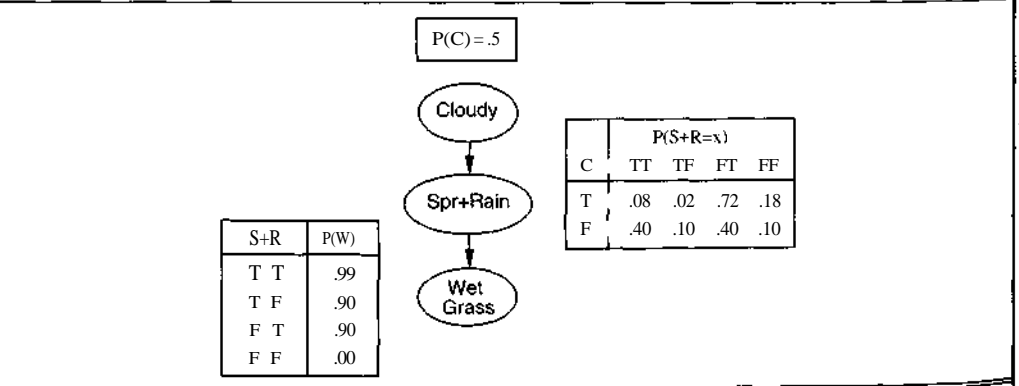 P(C) = .5
Cloudy
P(S+R=x)
C TT TF FT FF
T .08 .02 .72 .18
F .40 .10 .40 .10
Spr+Rain
S+R P(W)
T T .99
T F .90
F T .90
F F .00
Wet
Grass